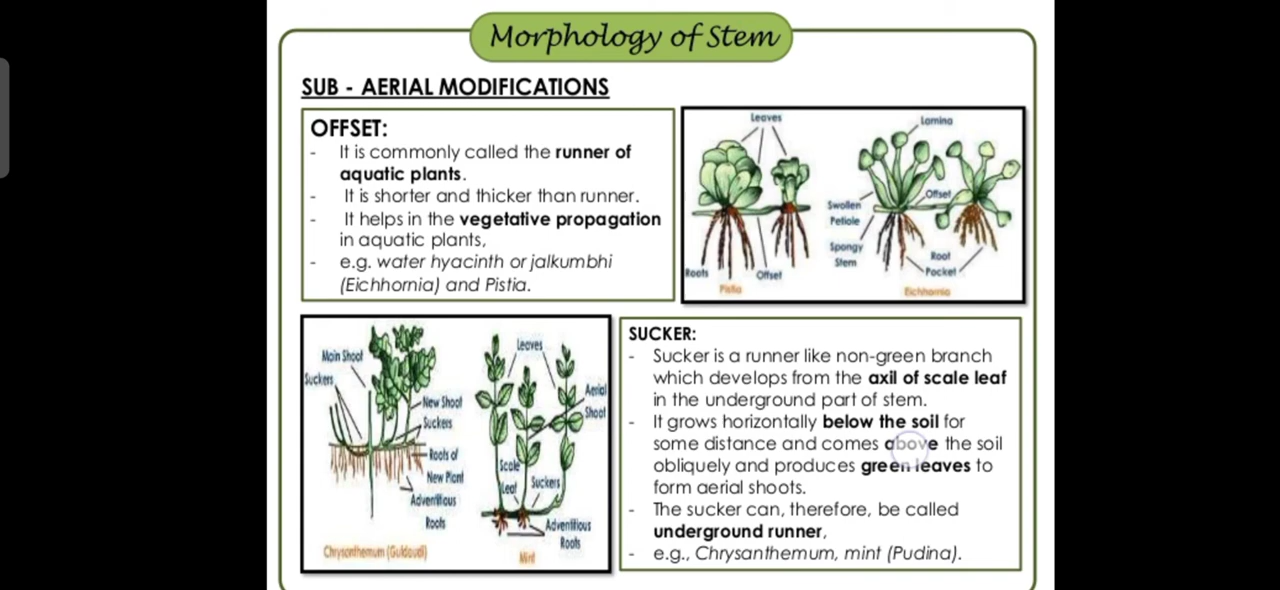 Morphology of Stem
SUB - AERIAL MODIFICATIONS
OFFSET:
- It is commonly called the runner of
aquatic plants.
- It is shorter and thicker than runner.
- It helps in the vegetative propagation
in aquatic plants,
- e.g. water hyacinth or jalkumbhi
(Eichhornia) and Pistia.
Leaves
Roots
Offset
Pistia
Lamina
Offset
Swollen
Petiole
Spongy
Stem
Root
Pocket
Eichhornia
Main Shoot
Suckers
New Shoot
Suckers
Roots of
New Plant
Adventitious
Roots
Chrysanthemum (Guldaudi)
Leaves
Aerial
Shoot
Scale
Leaf
Suckers
Adventitious
Roots
Mint
SUCKER:
- Sucker is a runner like non-green branch
which develops from the axil of scale leaf
in the underground part of stem.
- It grows horizontally below the soil for
some distance and comes above the soil
obliquely and produces green leaves to
form aerial shoots.
- The sucker can, therefore, be called
underground runner,
- e.g., Chrysanthemum, mint (Pudina).